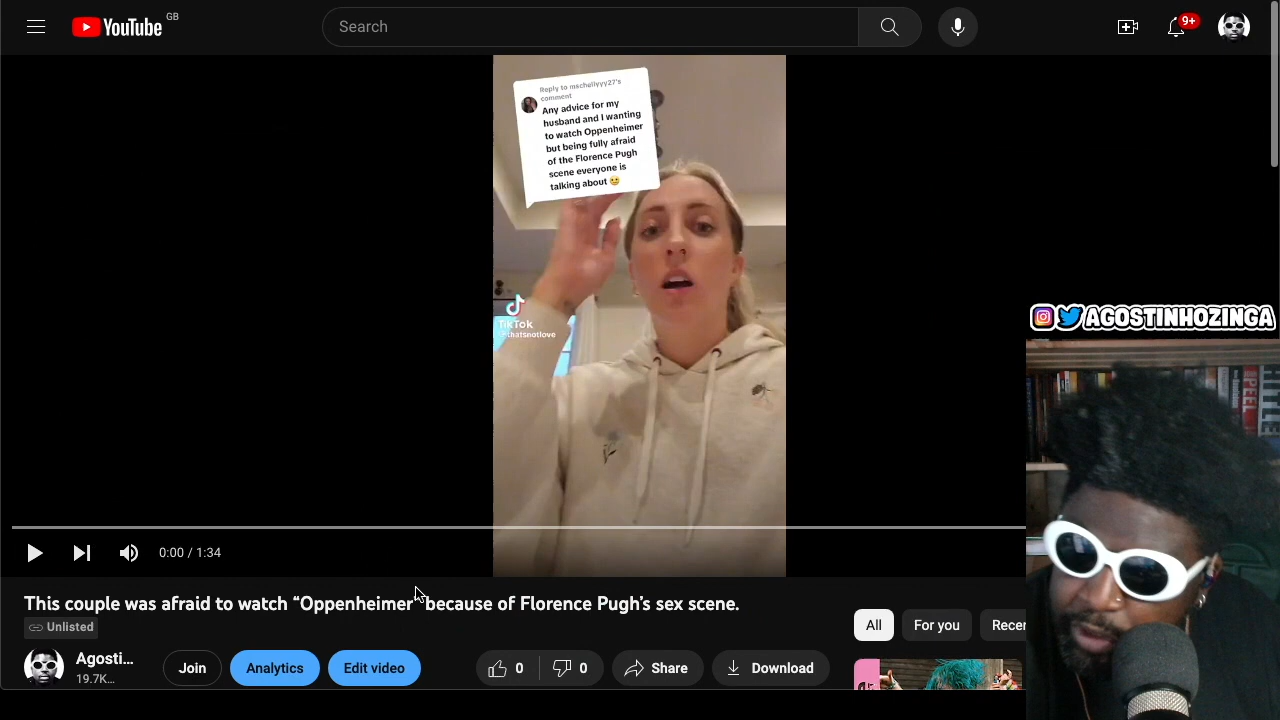 YouTube
GB
Search
9+
Reply to mschellyyy27's
comment
Any advice for my
husband and I wanting
to watch Oppenheimer
but being fully afraid
of the Florence Pugh
scene everyone is
talking about
TikTok
thatsnotlove
AGOSTINHOZINGA
PEEL
0:00 / 1:34
This couple was afraid to watch “Oppenheimer” because of Florence Pugh's sex scene.
Unlisted
All
For you
Recen
Agosti...
19.7K...
Join
Analytics
Edit video
0
0
Share
Download